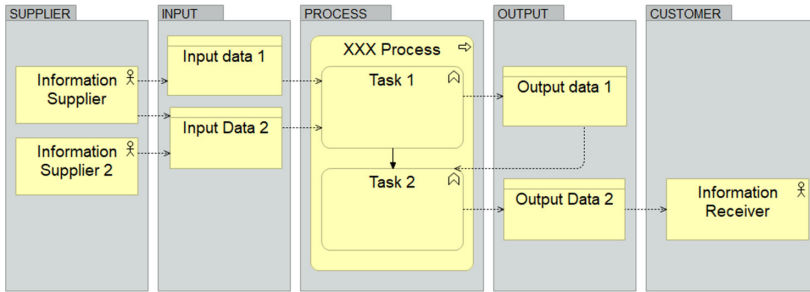 SUPPLIER
INPUT
PROCESS
OUTPUT
CUSTOMER
Information
Supplier
Information
Supplier 2
Input data 1
Input Data 2
XXX Process
Task 1
Task 2
Output data 1
Output Data 2
Information
Receiver